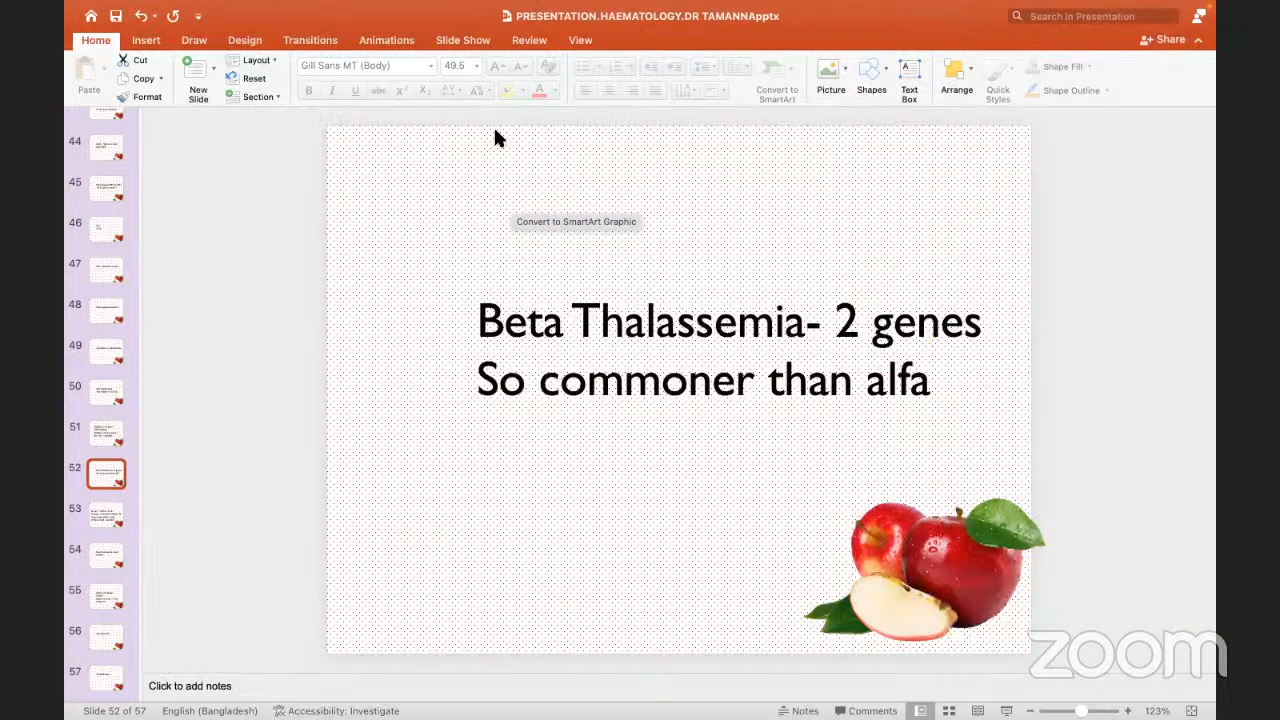 PRESENTATION.HAEMATOLOGY.DR TAMANNApptx
Search in Presentation
Home Insert Draw Design Transitions Animations Slide Show Review View
Share
Paste
Cut
Copy
Format
New Slide
Layout
Reset
Section
Gill Sans MT (Body) 49.5
Convert to SmartArt
Picture
Shapes
Text Box
Arrange
Quick Styles
Shape Fill
Shape Outline
44
45
46
47
48
49
50
51
52
53
54
55
56
57
Convert to SmartArt Graphic
Beta Thalassemia- 2 genes
So commoner than alfa
zoom
Click to add notes
Slide 52 of 57 English (Bangladesh) Accessibility: Investigate Notes Comments 123%